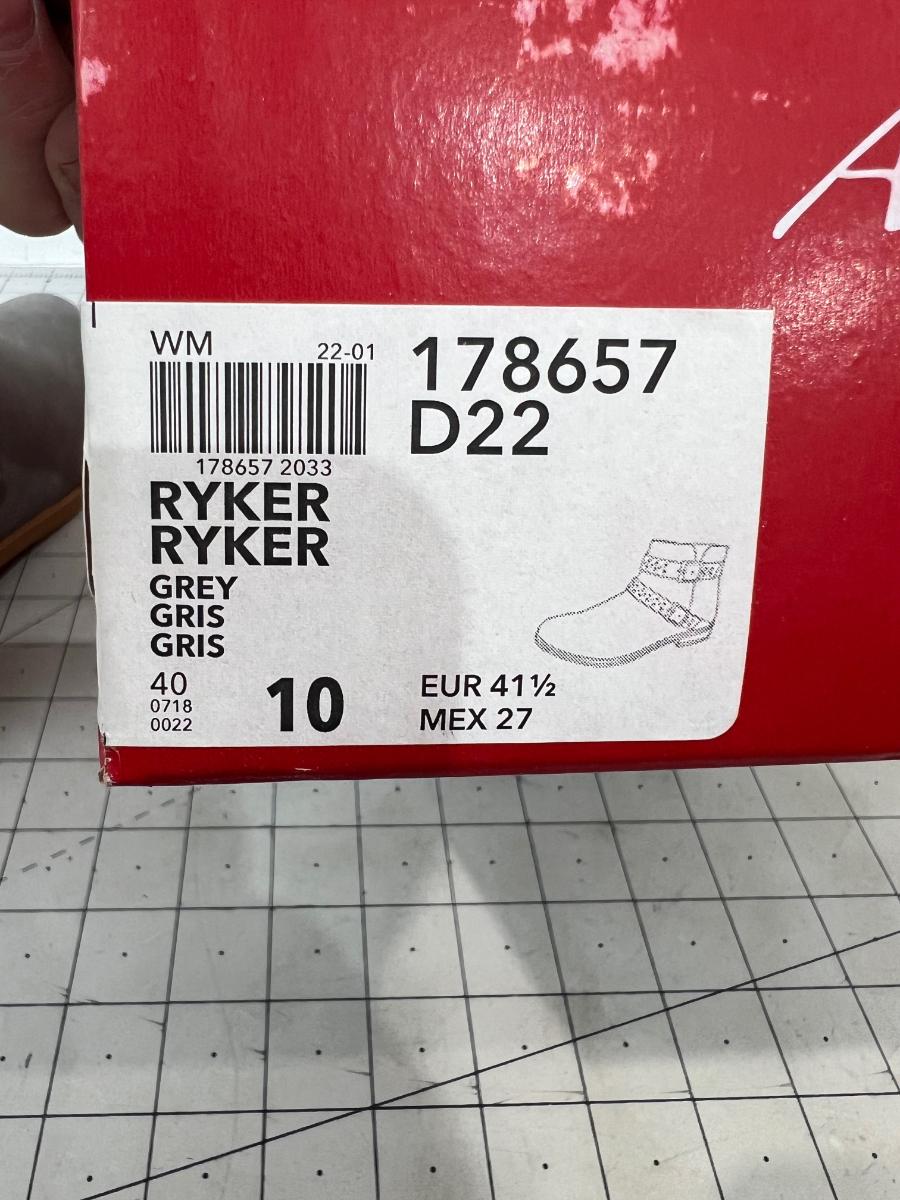 A
WM
22-01
178657 2033
178657
D22
RYKER
RYKER
GREY
GRIS
GRIS
40
0718
0022
10
EUR 41½
MEX 27